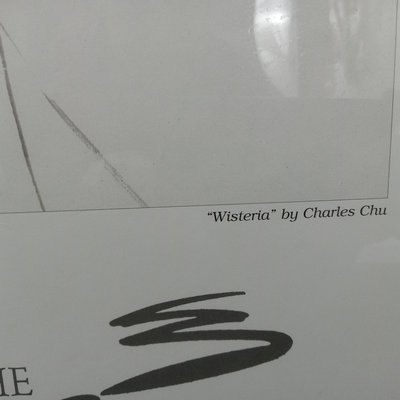 “Wisteria” by Charles Chu